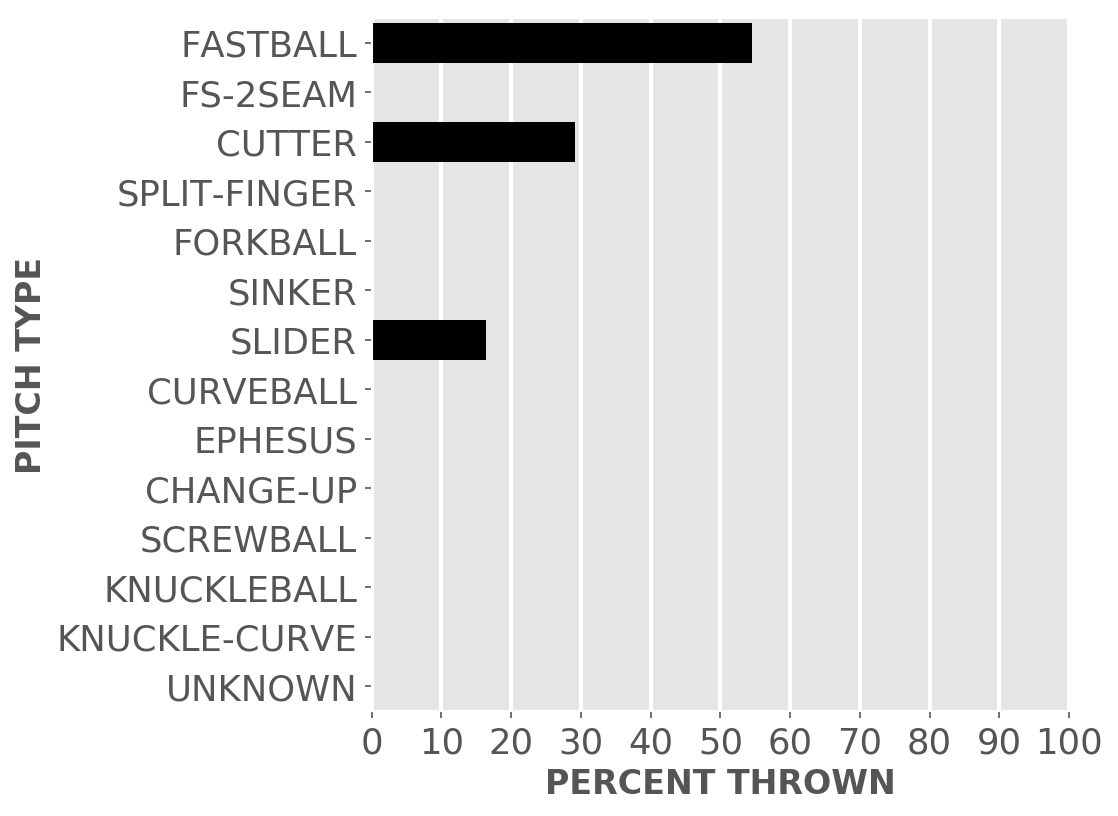 FASTBALL
FS-2SEAM
CUTTER
SPLIT-FINGER
FORKBALL
SINKER
SLIDER
CURVEBALL
EPHESUS
CHANGE-UP
SCREWBALL
KNUCKLEBALL
KNUCKLE-CURVE
UNKNOWN
PITCH TYPE
0 10 20 30 40 50 60 70 80 90 100
PERCENT THROWN